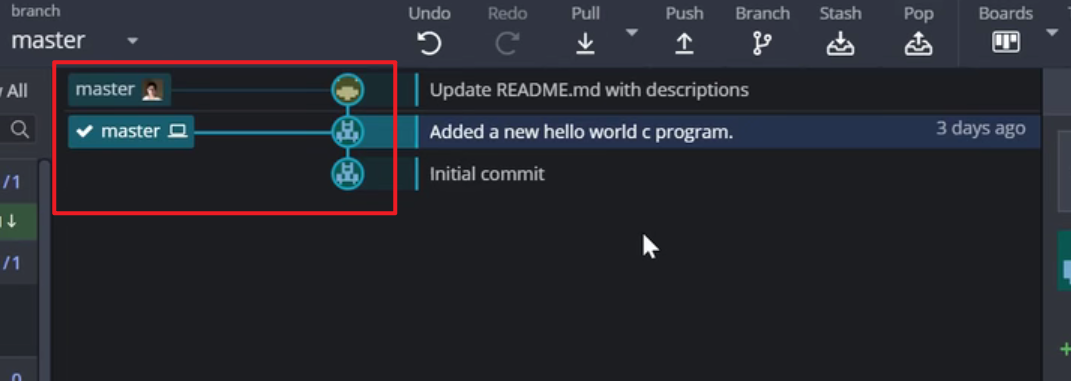 branch
master
Undo Redo Pull Push Branch Stash Pop Boards
All
master Update README.md with descriptions
master Added a new hello world c program. 3 days ago
Initial commit
/1
/1
0